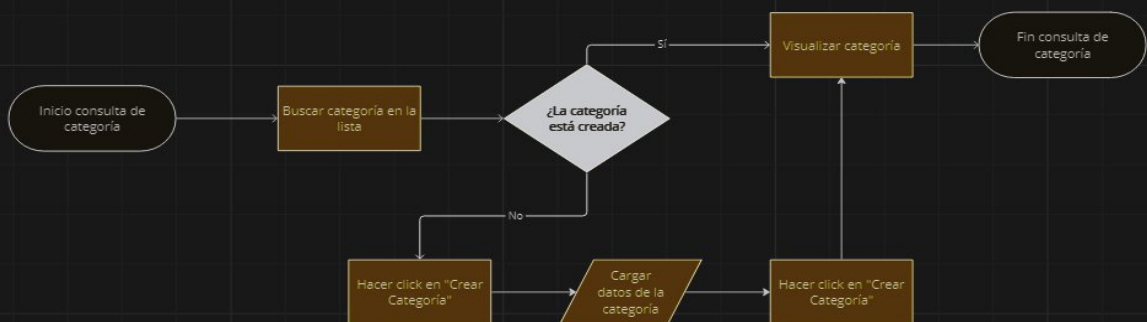 Inicio consulta de
categoría
Buscar categoría en la
lista
¿La categoría
está creada?
Sí
Visualizar categoría
Fin consulta de
categoría
No
Hacer click en "Crear
Categoría"
Cargar
datos de la
categoría
Hacer click en "Crear
Categoría"